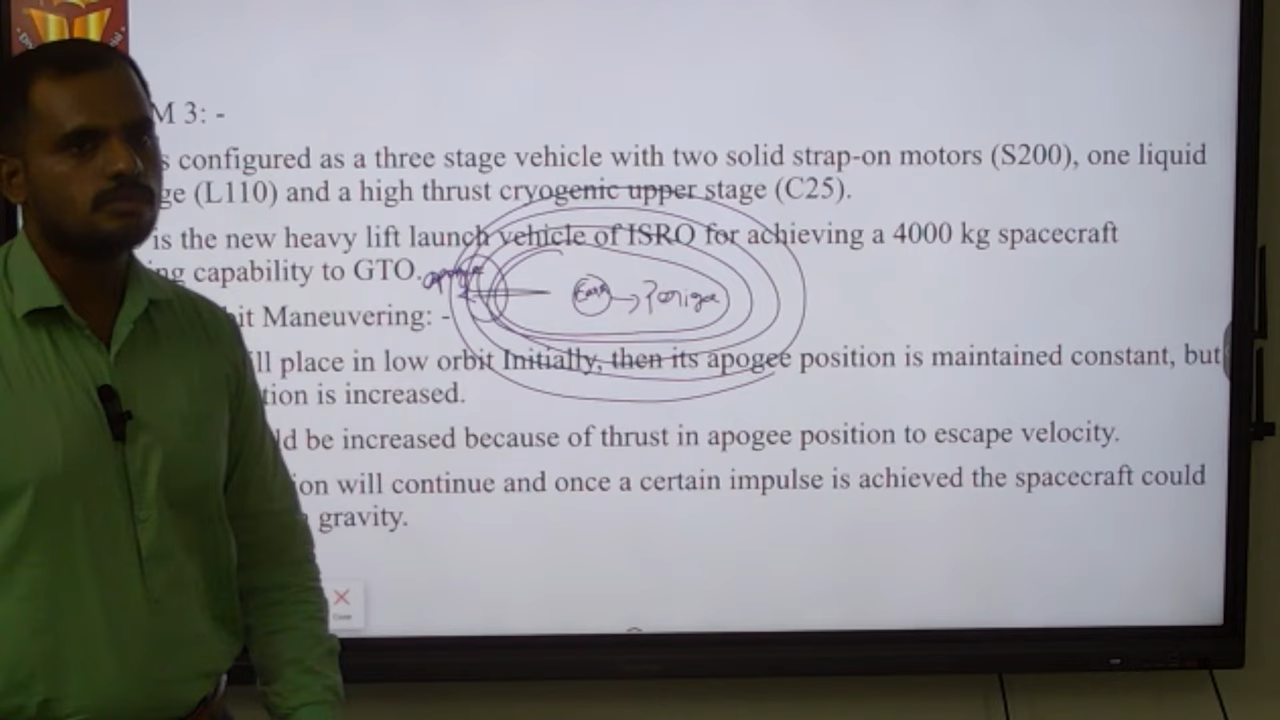 M 3: -
s configured as a three stage vehicle with two solid strap-on motors (S200), one liquid
ge (L110) and a high thrust cryogenic upper stage (C25).
is the new heavy lift launch vehicle of ISRO for achieving a 4000 kg spacecraft
ng capability to GTO.
apogee
Earth
Perigee
it Maneuvering: -
ll place in low orbit Initially, then its apogee position is maintained constant, but
tion is increased.
ld be increased because of thrust in apogee position to escape velocity.
ion will continue and once a certain impulse is achieved the spacecraft could
gravity.
Close